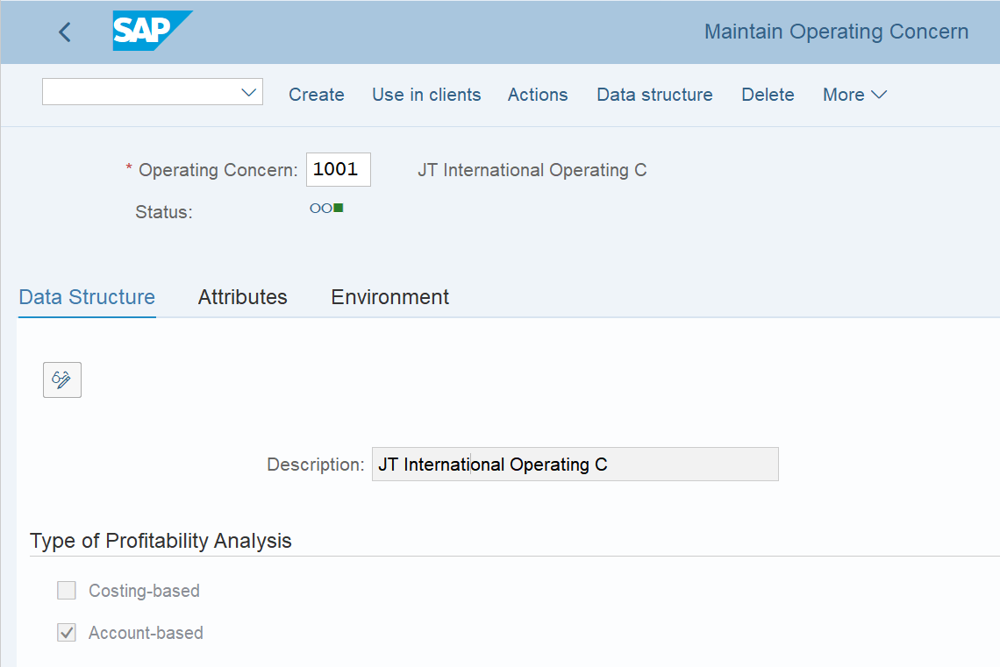 SAP Maintain Operating Concern
Create Use in clients Actions Data structure Delete More
* Operating Concern: 1001 JT International Operating C
Status:
Data Structure Attributes Environment
Description: JT International Operating C
Type of Profitability Analysis
Costing-based
Account-based